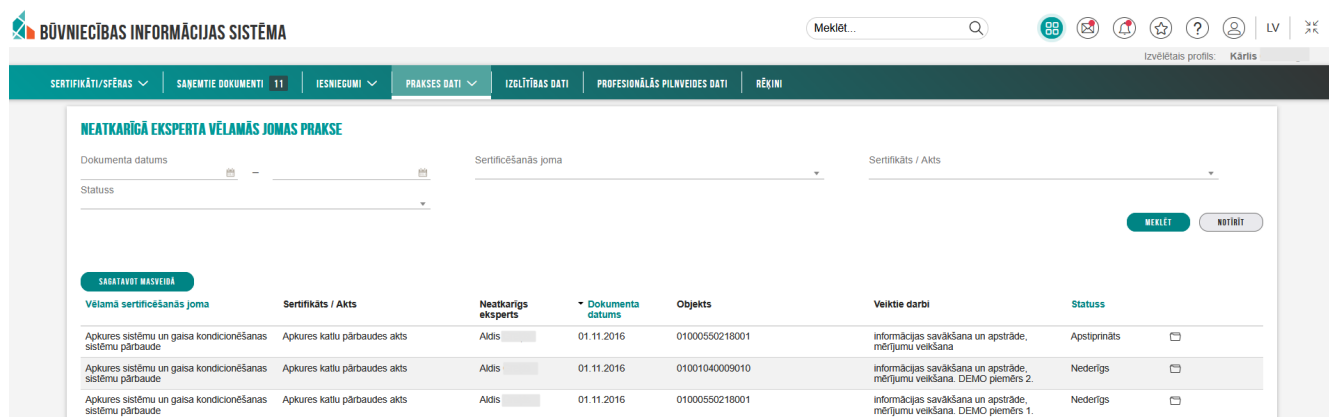 BŪVNIECĪBAS INFORMĀCIJAS SISTĒMA
Meklēt...
LV
Izvēlētais profils: Kārlis
SERTIFIKĀTI/SFĒRAS
SAŅEMTIE DOKUMENTI 11
IESNIEGUMI
PRAKSES DATI
IZGLĪTĪBAS DATI
PROFESIONĀLĀS PILNVEIDES DATI
RĒĶINI
NEATKARĪGĀ EKSPERTA VĒLAMĀS JOMAS PRAKSE
Dokumenta datums
–
Sertificēšanās joma
Sertifikāts / Akts
Statuss
MEKLĒT
NOTĪRĪT
SAGATAVOT MASVEIDĀ
Vēlamā sertificēšanās joma
Sertifikāts / Akts
Neatkarīgs
eksperts
Dokumenta
datums
Objekts
Veiktie darbi
Statuss
Apkures sistēmu un gaisa kondicionēšanas
sistēmu pārbaude
Apkures katlu pārbaudes akts
Aldis
01.11.2016
01000550218001
informācijas savākšana un apstrāde,
mērījumu veikšana
Apstiprināts
Apkures sistēmu un gaisa kondicionēšanas
sistēmu pārbaude
Apkures katlu pārbaudes akts
Aldis
01.11.2016
01001040009010
informācijas savākšana un apstrāde,
mērījumu veikšana. DEMO piemērs 2.
Nederīgs
Apkures sistēmu un gaisa kondicionēšanas
sistēmu pārbaude
Apkures katlu pārbaudes akts
Aldis
01.11.2016
01000550218001
informācijas savākšana un apstrāde,
mērījumu veikšana. DEMO piemērs 1.
Nederīgs